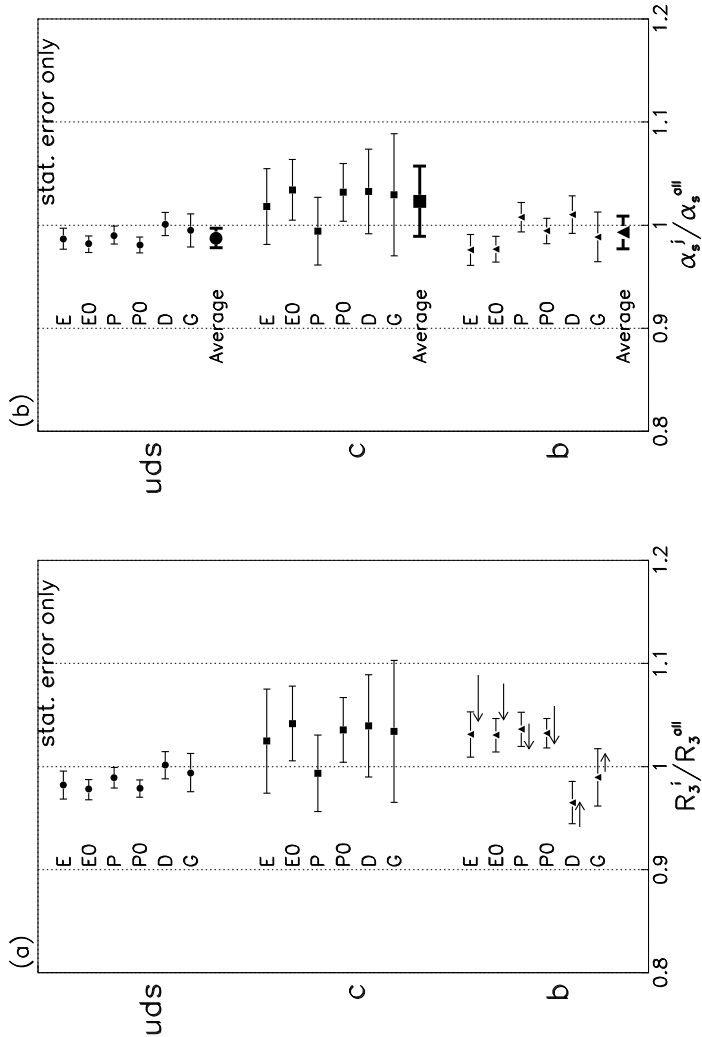 (a)
stat. error only
uds
E
E0
P
P0
D
G
c
E
E0
P
P0
D
G
b
E
E0
P
P0
D
G
0.8 0.9 1 1.1 1.2
R₃ⁱ/R₃ᵃˡˡ
(b)
stat. error only
uds
E
E0
P
P0
D
G
Average
c
E
E0
P
P0
D
G
Average
b
E
E0
P
P0
D
G
Average
0.8 0.9 1 1.1 1.2
αₛʲ/αₛᵃˡˡ